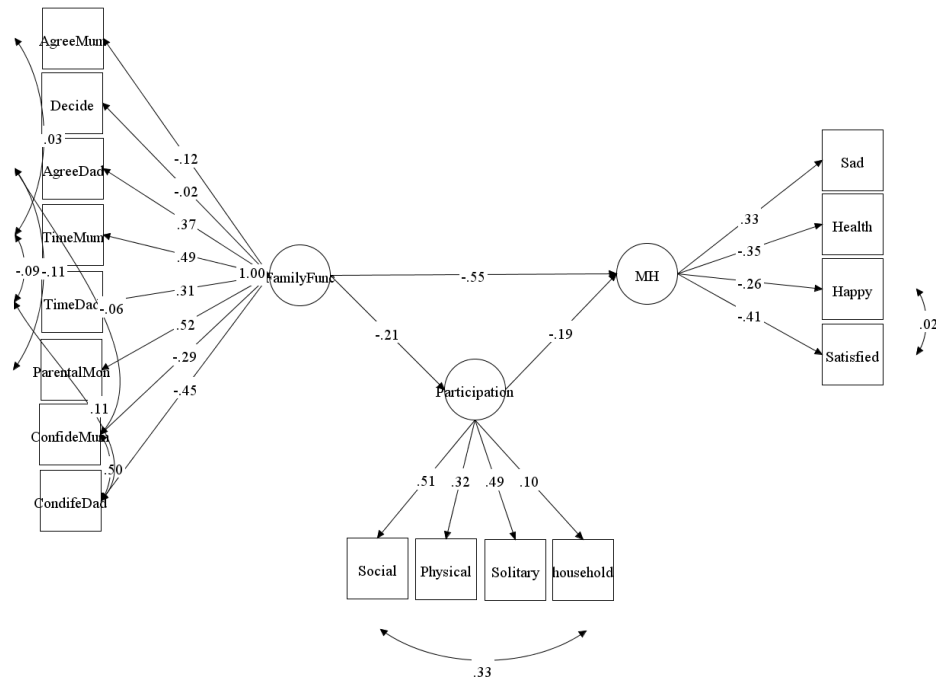 AgreeMum
Decide
AgreeDad
TimeMum
TimeDad
ParentalMon
ConfideMum
CondifeDad
.03
-.09
-.11
-.06
.11
.50
-.12
-.02
.37
.49
.31
.52
-.29
-.45
1.00
FamilyFunc
-.55
-.21
-.19
MH
Participation
.33
-.35
-.26
-.41
Sad
Health
Happy
Satisfied
.02
.51
.32
.49
.10
Social
Physical
Solitary
household
.33